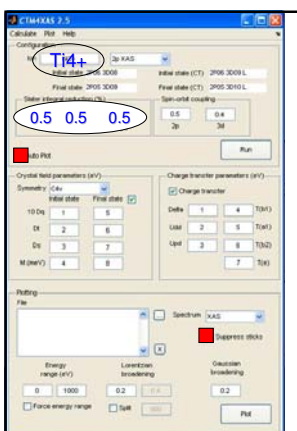 CTM4XAS 2.5
Calculate Plot Help
Configuration
Ti4+ 2p XAS
Initial state 2P06 3D00 Initial state (CT) 2P06 3D09 L
Final state 2P05 3D09 Final state (CT) 2P05 3D10 L
Slater integral reduction (%) Spin-orbit coupling
0.5 0.5 0.5 0.5 0.4
2p 3d
Auto Plot Run
Crystal field parameters (eV) Charge transfer parameters (eV)
Symmetry C4v Charge transfer
Initial state Final state
10 Dq 1 5 Delta 1 4 T(b1)
Dt 2 6 Udd 2 5 T(a1)
Ds 3 7 Upd 3 6 T(b2)
M (meV) 4 8 7 T(e)
Plotting
File
Spectrum XAS
Suppress sticks
x
Energy range (eV) Lorentzian broadening Gaussian broadening
0 1000 0.2 0.2
Force energy range Split Plot